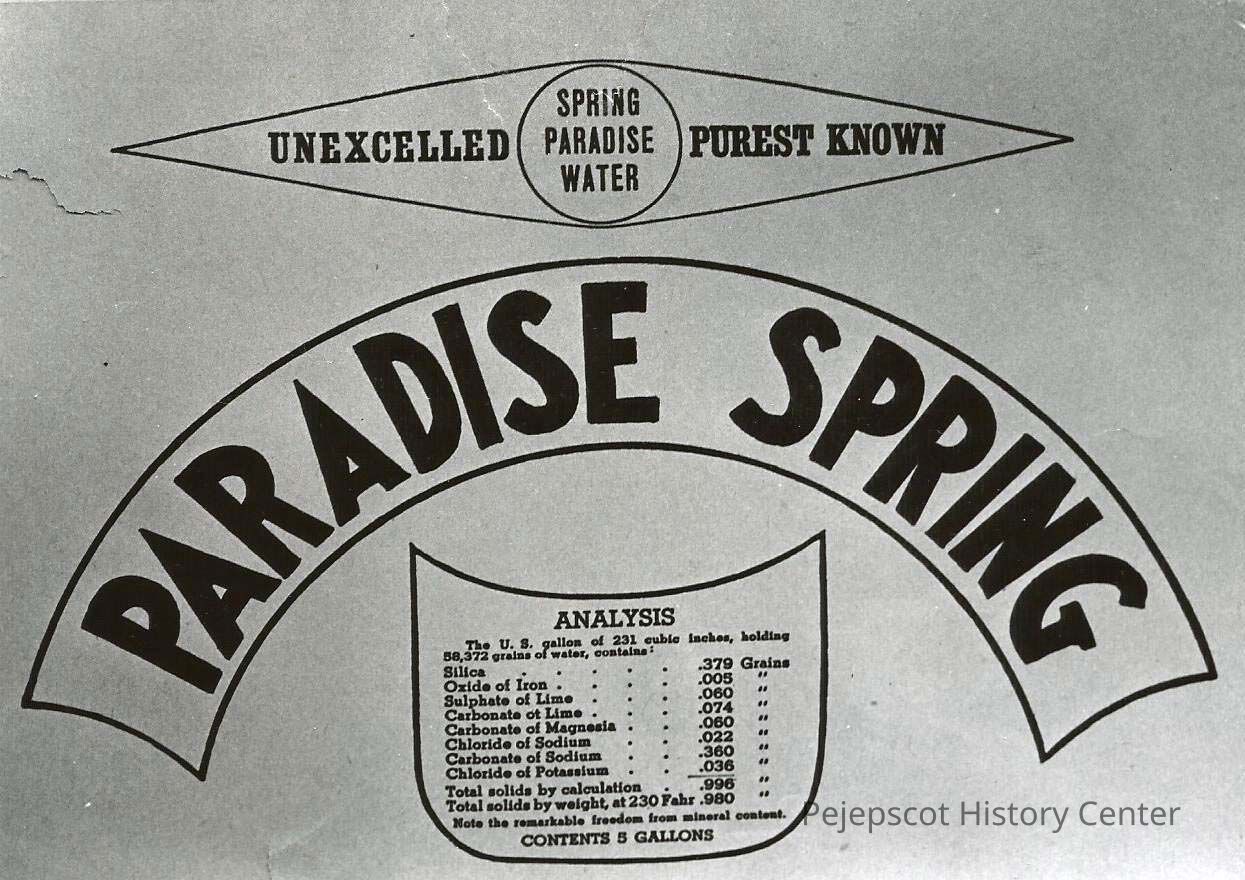 SPRING
UNEXCELLED PARADISE PUREST KNOWN
WATER
PARADISE SPRING
ANALYSIS
The U. S. gallon of 231 cubic inches, holding
58,372 grains of water, contains:
Silica . . . . .379 Grains
Oxide of Iron . . . . .005 "
Sulphate of Lime . . . .060 "
Carbonate of Lime . . . .074 "
Carbonate of Magnesia . . .060 "
Chloride of Sodium . . .022 "
Carbonate of Sodium . . .360 "
Chloride of Potassium . . .036 "
Total solids by calculation . .996 "
Total solids by weight, at 230 Fahr .980 "
Note the remarkable freedom from mineral content.
CONTENTS 5 GALLONS
Pejepscot History Center